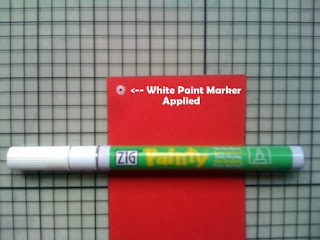 <-- White Paint Marker
Applied
ZIG Painty